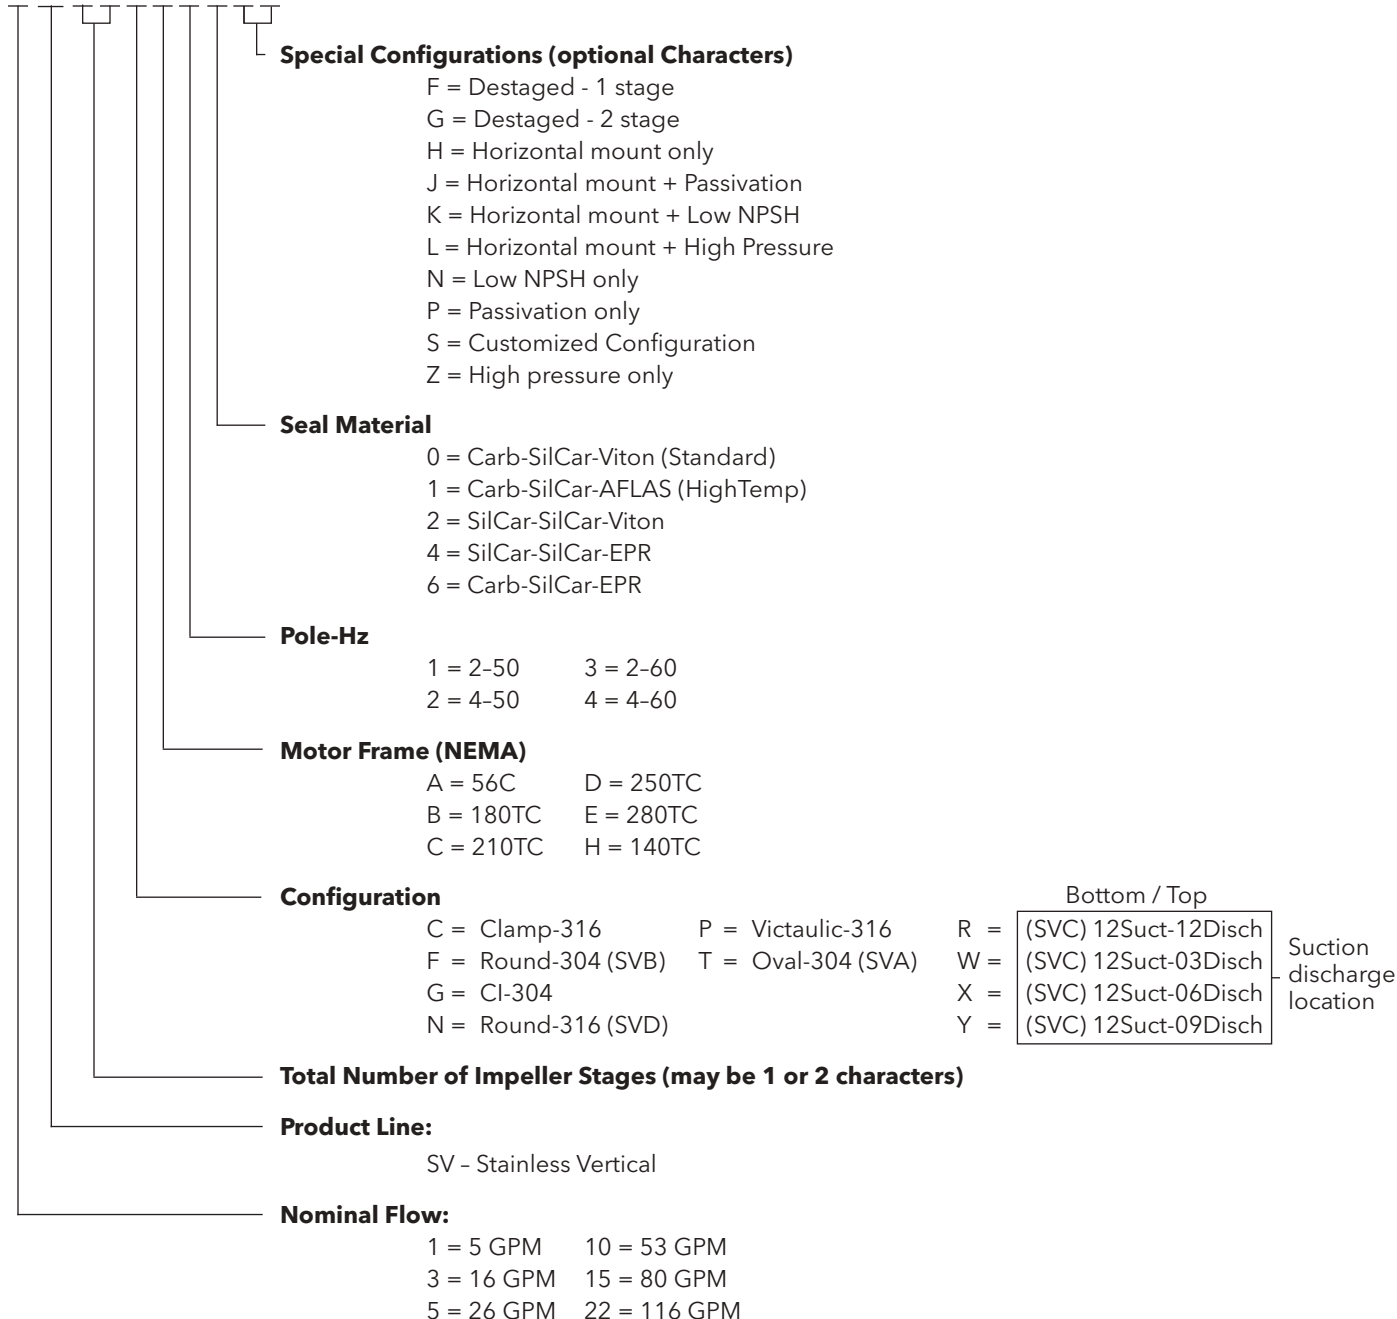 Special Configurations (optional Characters)
F = Destaged - 1 stage
G = Destaged - 2 stage
H = Horizontal mount only
J = Horizontal mount + Passivation
K = Horizontal mount + Low NPSH
L = Horizontal mount + High Pressure
N = Low NPSH only
P = Passivation only
S = Customized Configuration
Z = High pressure only
Seal Material
0 = Carb-SilCar-Viton (Standard)
1 = Carb-SilCar-AFLAS (HighTemp)
2 = SilCar-SilCar-Viton
4 = SilCar-SilCar-EPR
6 = Carb-SilCar-EPR
Pole-Hz
1 = 2–50 3 = 2–60
2 = 4–50 4 = 4–60
Motor Frame (NEMA)
A = 56C D = 250TC
B = 180TC E = 280TC
C = 210TC H = 140TC
Configuration Bottom / Top
C = Clamp-316 P = Victaulic-316 R = (SVC) 12Suct-12Disch
F = Round-304 (SVB) T = Oval-304 (SVA) W = (SVC) 12Suct-03Disch
G = CI-304 X = (SVC) 12Suct-06Disch
N = Round-316 (SVD) Y = (SVC) 12Suct-09Disch
Suction
discharge
location
Total Number of Impeller Stages (may be 1 or 2 characters)
Product Line:
SV – Stainless Vertical
Nominal Flow:
1 = 5 GPM 10 = 53 GPM
3 = 16 GPM 15 = 80 GPM
5 = 26 GPM 22 = 116 GPM